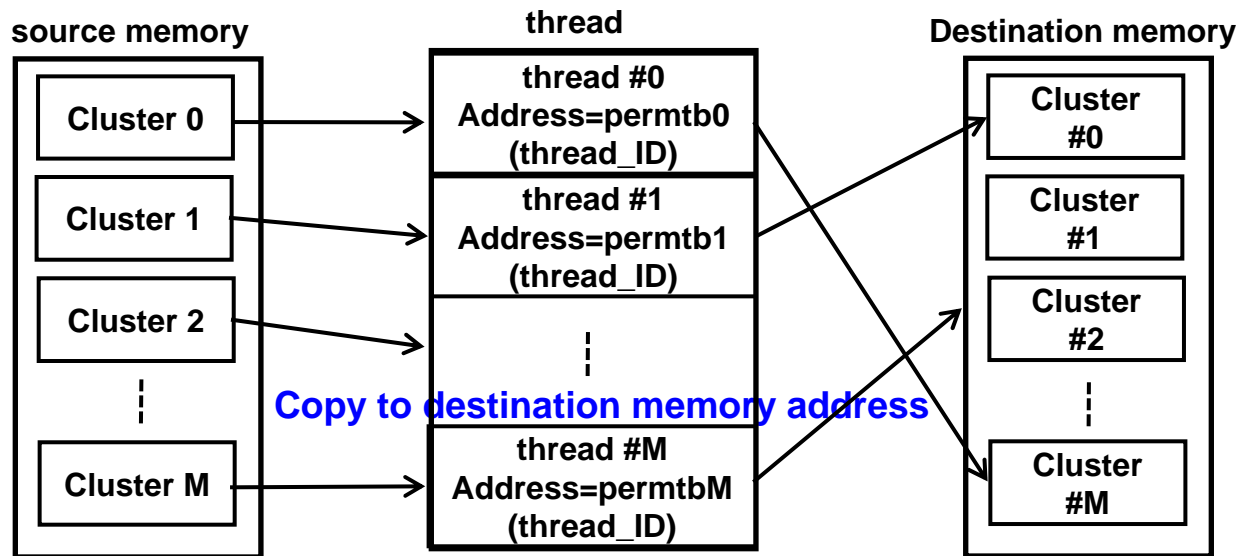 source memory
Cluster 0
Cluster 1
Cluster 2
Cluster M
thread
thread #0
Address=permtb0
(thread_ID)
thread #1
Address=permtb1
(thread_ID)
Copy to destination memory address
thread #M
Address=permtbM
(thread_ID)
Destination memory
Cluster
#0
Cluster
#1
Cluster
#2
Cluster
#M